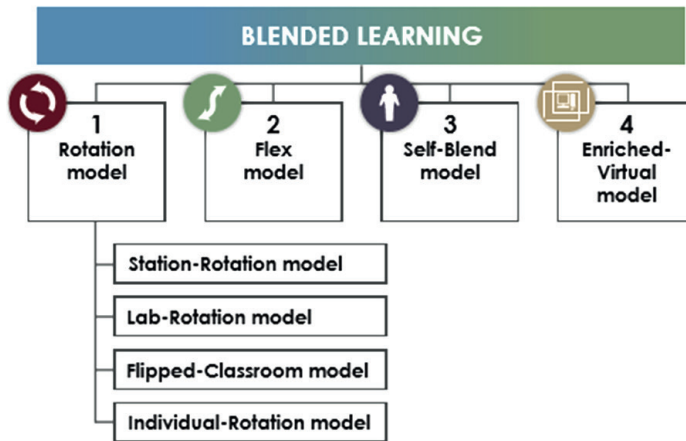 BLENDED LEARNING
1
Rotation
model
2
Flex
model
3
Self-Blend
model
4
Enriched-
Virtual
model
Station-Rotation model
Lab-Rotation model
Flipped-Classroom model
Individual-Rotation model